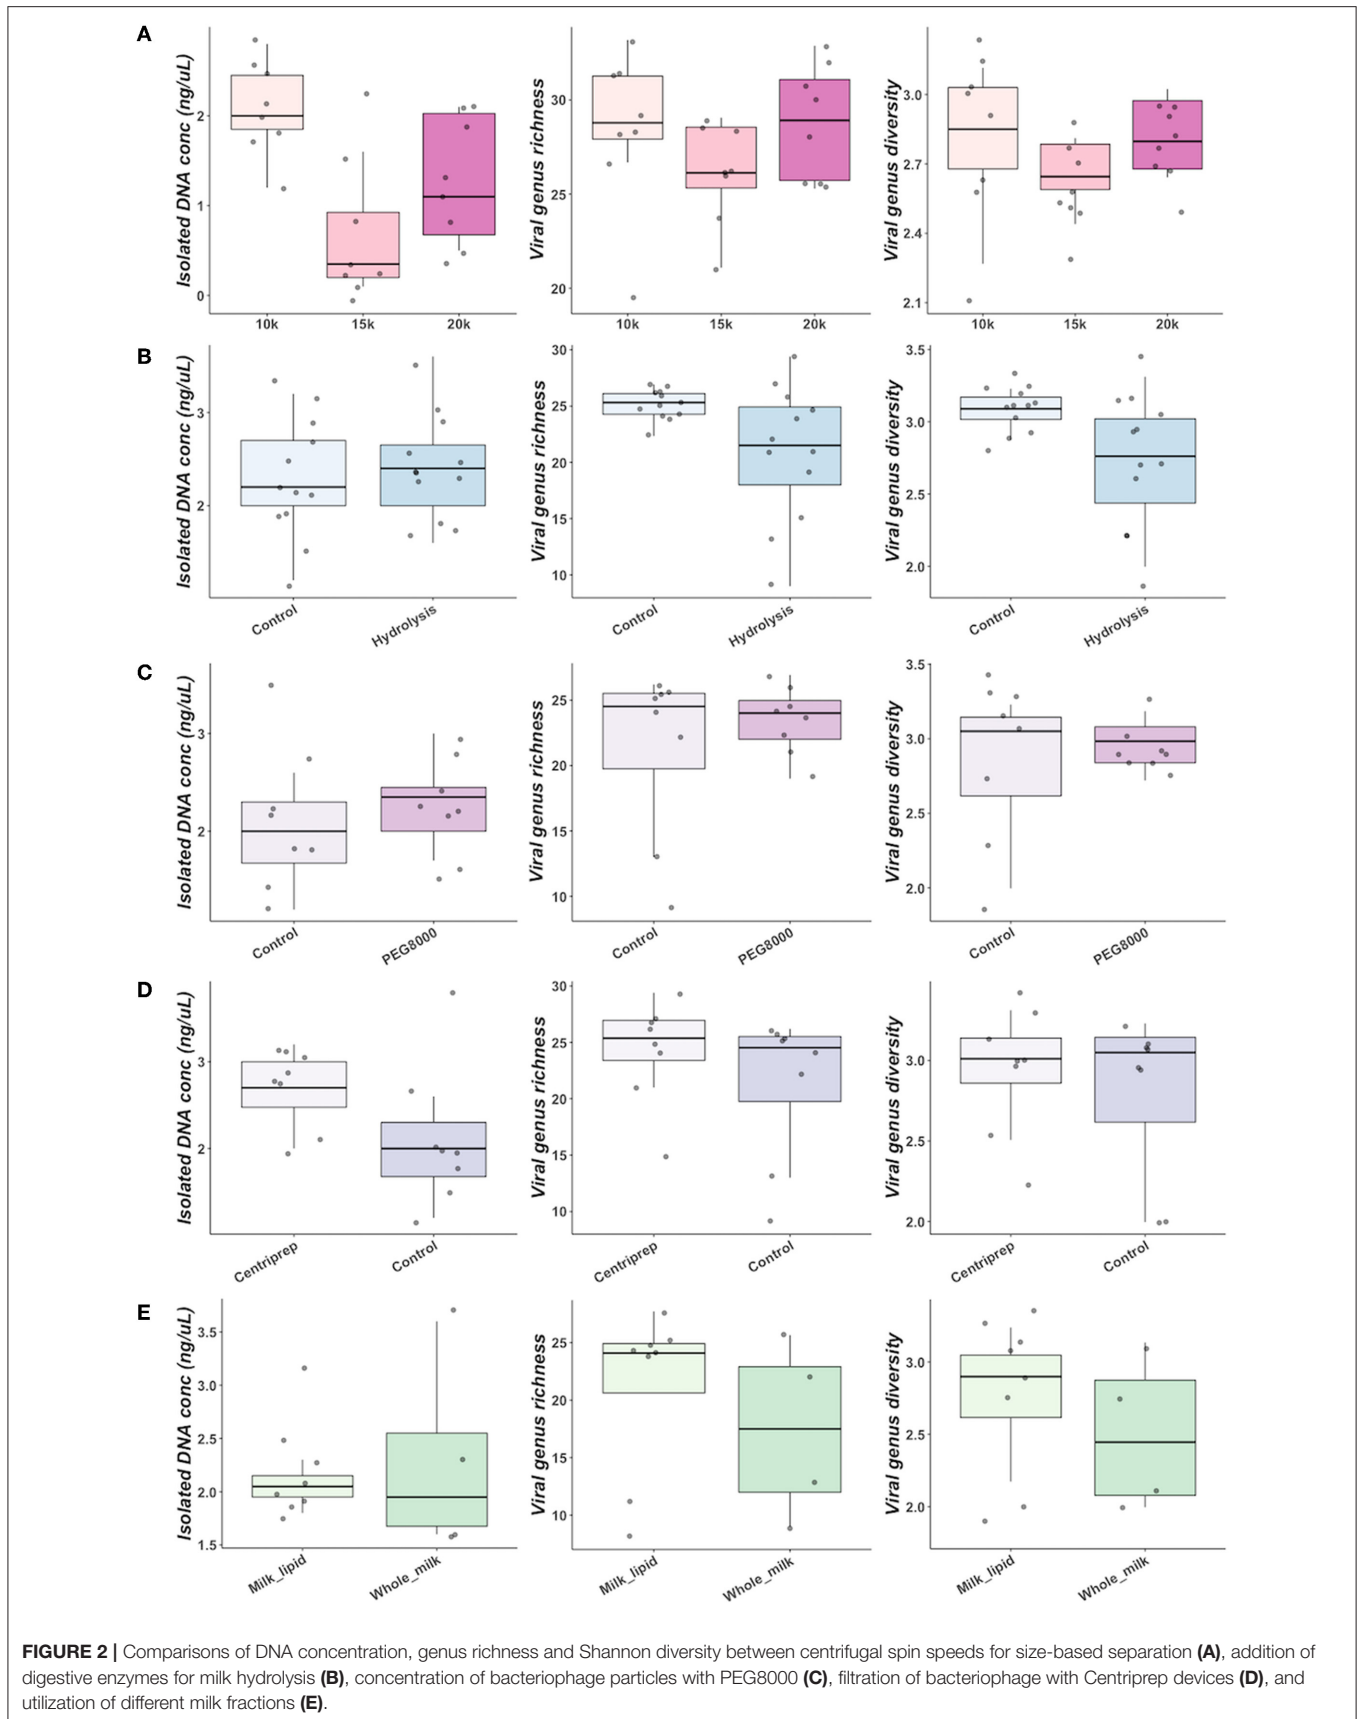 A
Isolated DNA conc (ng/uL)
2
1
0
10k 15k 20k
Viral genus richness
30
25
20
10k 15k 20k
Viral genus diversity
3.0
2.7
2.4
2.1
10k 15k 20k
B
Isolated DNA conc (ng/uL)
3
2
Control Hydrolysis
Viral genus richness
30
25
20
15
10
Control Hydrolysis
Viral genus diversity
3.5
3.0
2.5
2.0
Control Hydrolysis
C
Isolated DNA conc (ng/uL)
3
2
Control PEG8000
Viral genus richness
25
20
15
10
Control PEG8000
Viral genus diversity
3.5
3.0
2.5
2.0
Control PEG8000
D
Isolated DNA conc (ng/uL)
3
2
Centriprep Control
Viral genus richness
30
25
20
15
10
Centriprep Control
Viral genus diversity
3.0
2.5
2.0
Centriprep Control
E
Isolated DNA conc (ng/uL)
3.5
3.0
2.5
2.0
1.5
Milk_lipid Whole_milk
Viral genus richness
25
20
15
10
Milk_lipid Whole_milk
Viral genus diversity
3.0
2.5
2.0
Milk_lipid Whole_milk
FIGURE 2 | Comparisons of DNA concentration, genus richness and Shannon diversity between centrifugal spin speeds for size-based separation (A), addition of
digestive enzymes for milk hydrolysis (B), concentration of bacteriophage particles with PEG8000 (C), filtration of bacteriophage with Centriprep devices (D), and
utilization of different milk fractions (E).